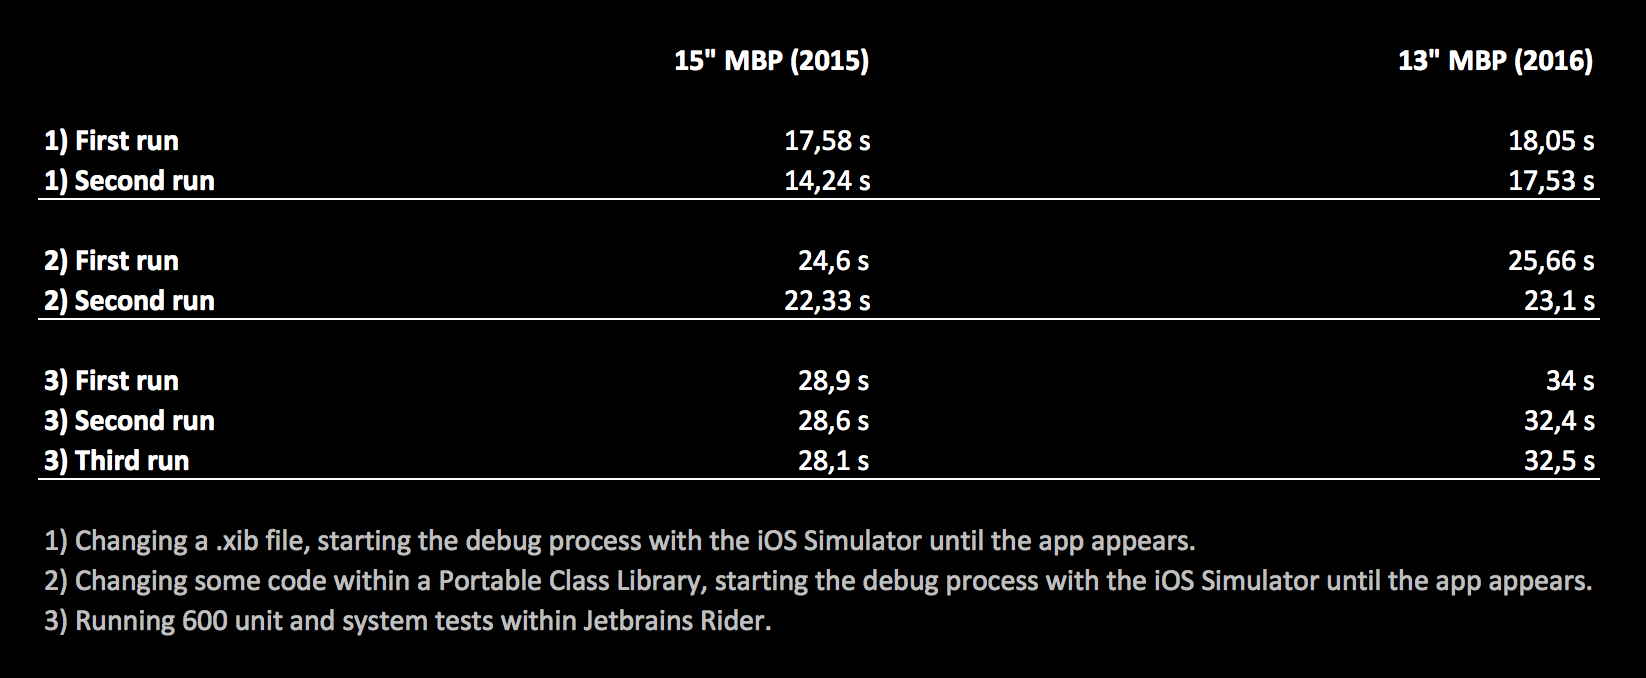 15" MBP (2015) 13" MBP (2016)
1) First run 17,58 s 18,05 s
1) Second run 14,24 s 17,53 s
2) First run 24,6 s 25,66 s
2) Second run 22,33 s 23,1 s
3) First run 28,9 s 34 s
3) Second run 28,6 s 32,4 s
3) Third run 28,1 s 32,5 s
1) Changing a .xib file, starting the debug process with the iOS Simulator until the app appears.
2) Changing some code within a Portable Class Library, starting the debug process with the iOS Simulator until the app appears.
3) Running 600 unit and system tests within Jetbrains Rider.